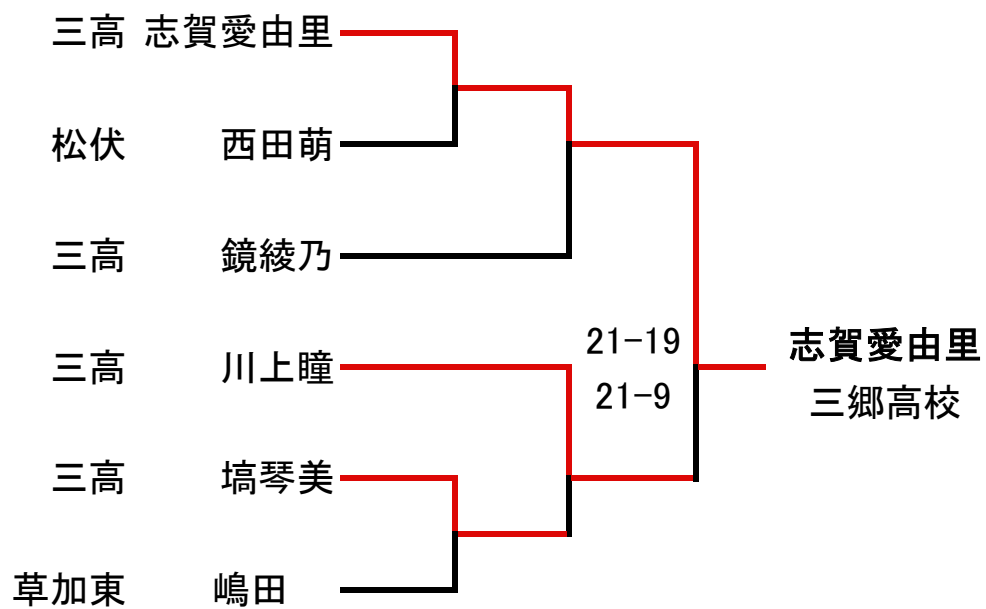 三高 志賀愛由里
松伏 西田萌
三高 鏡綾乃
三高 川上瞳
三高 塙琴美
草加東 嶋田
21-19
21-9
志賀愛由里
三郷高校